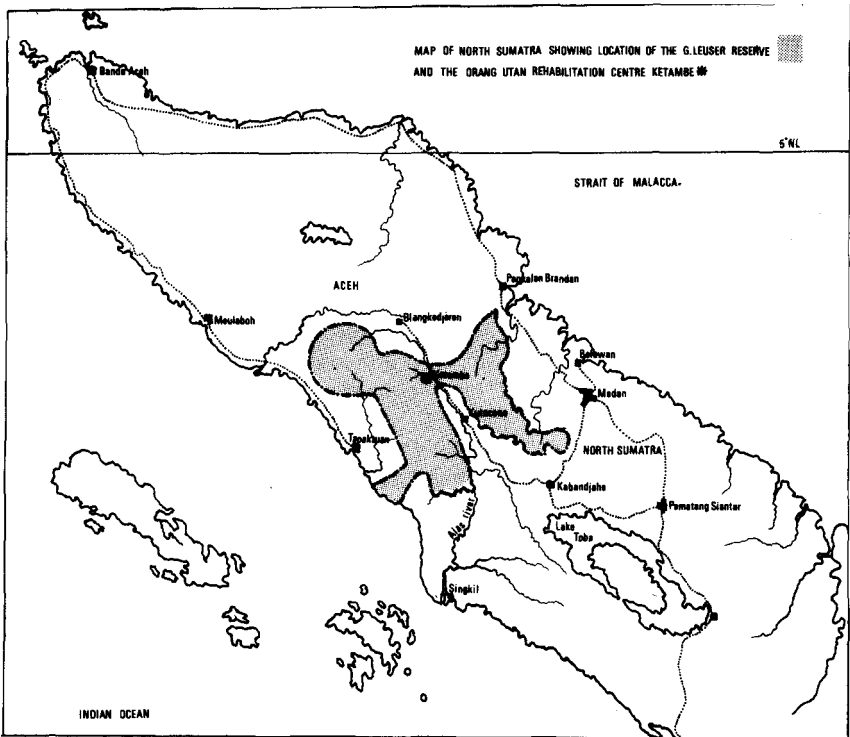 MAP OF NORTH SUMATRA SHOWING LOCATION OF THE G.LEUSER RESERVE
AND THE ORANG UTAN REHABILITATION CENTRE KETAMBE
Banda Aceh
5°NL
STRAIT OF MALACCA.
ACEH
Pangkalan Brandan
Meulaboh
Blangkedjeren
Belawan
Medan
Tapaktuan
NORTH SUMATRA
Kabandjahe
Pematang Siantar
Alas river
Lake
Toba
Singkil
INDIAN OCEAN